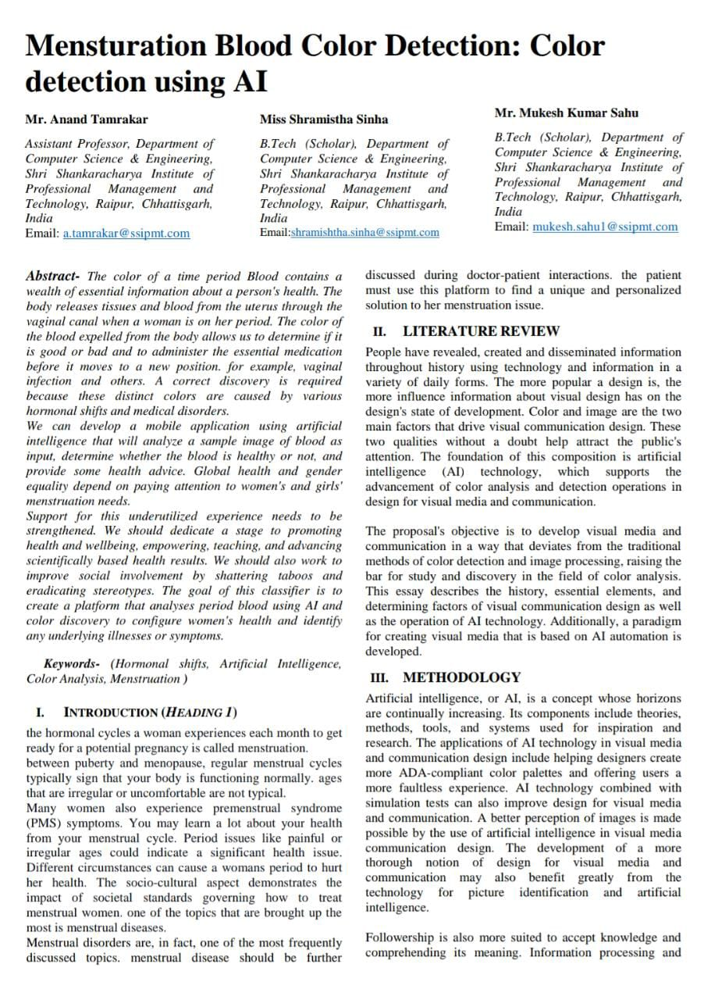 Mensturation Blood Color Detection: Color
detection using AI
Mr. Anand Tamrakar
Assistant Professor, Department of
Computer Science & Engineering,
Shri Shankaracharya Institute of
Professional Management and
Technology, Raipur, Chhattisgarh,
India
Email: a.tamrakar@ssipmt.com
Miss Shramistha Sinha
B.Tech (Scholar), Department of
Computer Science & Engineering,
Shri Shankaracharya Institute of
Professional Management and
Technology, Raipur, Chhattisgarh,
India
Email:shramishtha.sinha@ssipmt.com
Mr. Mukesh Kumar Sahu
B.Tech (Scholar), Department of
Computer Science & Engineering,
Shri Shankaracharya Institute of
Professional Management and
Technology, Raipur, Chhattisgarh,
India
Email: mukesh.sahu1@ssipmt.com
Abstract- The color of a time period Blood contains a
wealth of essential information about a person's health. The
body releases tissues and blood from the uterus through the
vaginal canal when a woman is on her period. The color of
the blood expelled from the body allows us to determine if it
is good or bad and to administer the essential medication
before it moves to a new position. for example, vaginal
infection and others. A correct discovery is required
because these distinct colors are caused by various
hormonal shifts and medical disorders.
We can develop a mobile application using artificial
intelligence that will analyze a sample image of blood as
input, determine whether the blood is healthy or not, and
provide some health advice. Global health and gender
equality depend on paying attention to women's and girls'
menstruation needs.
Support for this underutilized experience needs to be
strengthened. We should dedicate a stage to promoting
health and wellbeing, empowering, teaching, and advancing
scientifically based health results. We should also work to
improve social involvement by shattering taboos and
eradicating stereotypes. The goal of this classifier is to
create a platform that analyses period blood using AI and
color discovery to configure women's health and identify
any underlying illnesses or symptoms.
Keywords- (Hormonal shifts, Artificial Intelligence,
Color Analysis, Menstruation )
I. INTRODUCTION (HEADING 1)
the hormonal cycles a woman experiences each month to get
ready for a potential pregnancy is called menstruation.
between puberty and menopause, regular menstrual cycles
typically sign that your body is functioning normally. ages
that are irregular or uncomfortable are not typical.
Many women also experience premenstrual syndrome
(PMS) symptoms. You may learn a lot about your health
from your menstrual cycle. Period issues like painful or
irregular ages could indicate a significant health issue.
Different circumstances can cause a womans period to hurt
her health. The socio-cultural aspect demonstrates the
impact of societal standards governing how to treat
menstrual women. one of the topics that are brought up the
most is menstrual diseases.
Menstrual disorders are, in fact, one of the most frequently
discussed topics. menstrual disease should be further
discussed during doctor-patient interactions. the patient
must use this platform to find a unique and personalized
solution to her menstruation issue.
II. LITERATURE REVIEW
People have revealed, created and disseminated information
throughout history using technology and information in a
variety of daily forms. The more popular a design is, the
more influence information about visual design has on the
design's state of development. Color and image are the two
main factors that drive visual communication design. These
two qualities without a doubt help attract the public's
attention. The foundation of this composition is artificial
intelligence (AI) technology, which supports the
advancement of color analysis and detection operations in
design for visual media and communication.
The proposal's objective is to develop visual media and
communication in a way that deviates from the traditional
methods of color detection and image processing, raising the
bar for study and discovery in the field of color analysis.
This essay describes the history, essential elements, and
determining factors of visual communication design as well
as the operation of AI technology. Additionally, a paradigm
for creating visual media that is based on AI automation is
developed.
III. METHODOLOGY
Artificial intelligence, or AI, is a concept whose horizons
are continually increasing. Its components include theories,
methods, tools, and systems used for inspiration and
research. The applications of AI technology in visual media
and communication design include helping designers create
more ADA-compliant color palettes and offering users a
more faultless experience. AI technology combined with
simulation tests can also improve design for visual media
and communication. A better perception of images is made
possible by the use of artificial intelligence in visual media
communication design. The development of a more
thorough notion of design for visual media and
communication may also benefit greatly from the
technology for picture identification and artificial
intelligence.
Followership is also more suited to accept knowledge and
comprehending its meaning. Information processing and